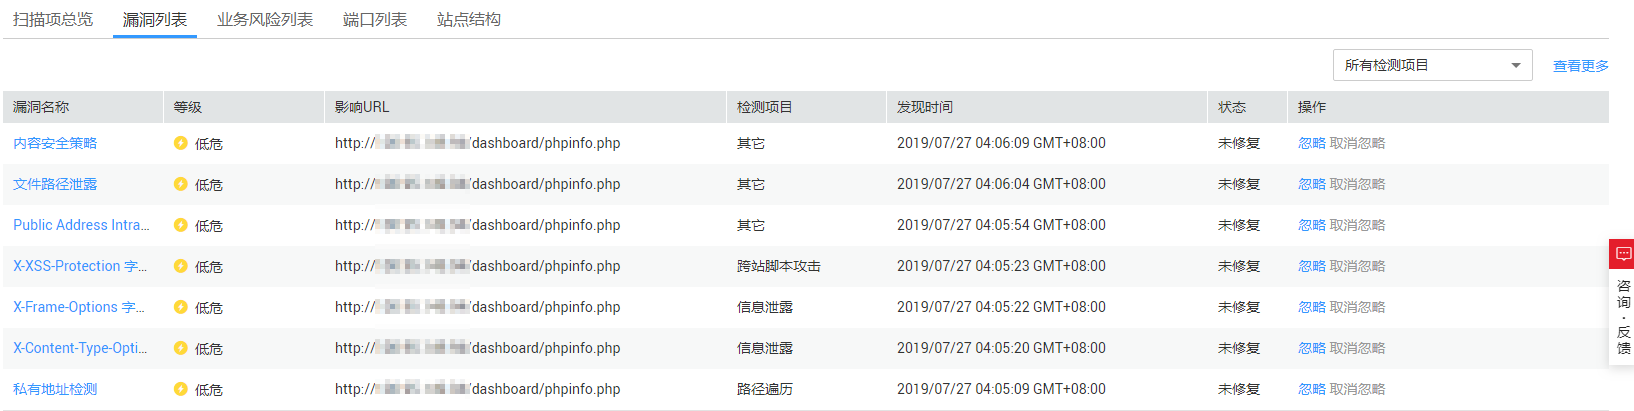 扫描项总览 漏洞列表 业务风险列表 端口列表 站点结构
所有检测项目 查看更多
漏洞名称 等级 影响URL 检测项目 发现时间 状态 操作
内容安全策略 低危 http:// /dashboard/phpinfo.php 其它 2019/07/27 04:06:09 GMT+08:00 未修复 忽略 取消忽略
文件路径泄露 低危 http:// /dashboard/phpinfo.php 其它 2019/07/27 04:06:04 GMT+08:00 未修复 忽略 取消忽略
Public Address Intra... 低危 http:// /dashboard/phpinfo.php 其它 2019/07/27 04:05:54 GMT+08:00 未修复 忽略 取消忽略
X-XSS-Protection 字... 低危 http:// /dashboard/phpinfo.php 跨站脚本攻击 2019/07/27 04:05:23 GMT+08:00 未修复 忽略 取消忽略
X-Frame-Options 字... 低危 http:// /dashboard/phpinfo.php 信息泄露 2019/07/27 04:05:22 GMT+08:00 未修复 忽略 取消忽略
X-Content-Type-Opti... 低危 http:// /dashboard/phpinfo.php 信息泄露 2019/07/27 04:05:20 GMT+08:00 未修复 忽略 取消忽略
私有地址检测 低危 http:// /dashboard/phpinfo.php 路径遍历 2019/07/27 04:05:09 GMT+08:00 未修复 忽略 取消忽略
咨询·反馈